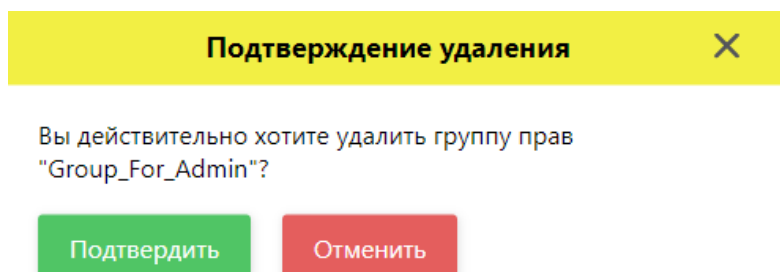 Подтверждение удаления
Вы действительно хотите удалить группу прав
"Group_For_Admin"?
Подтвердить Отменить